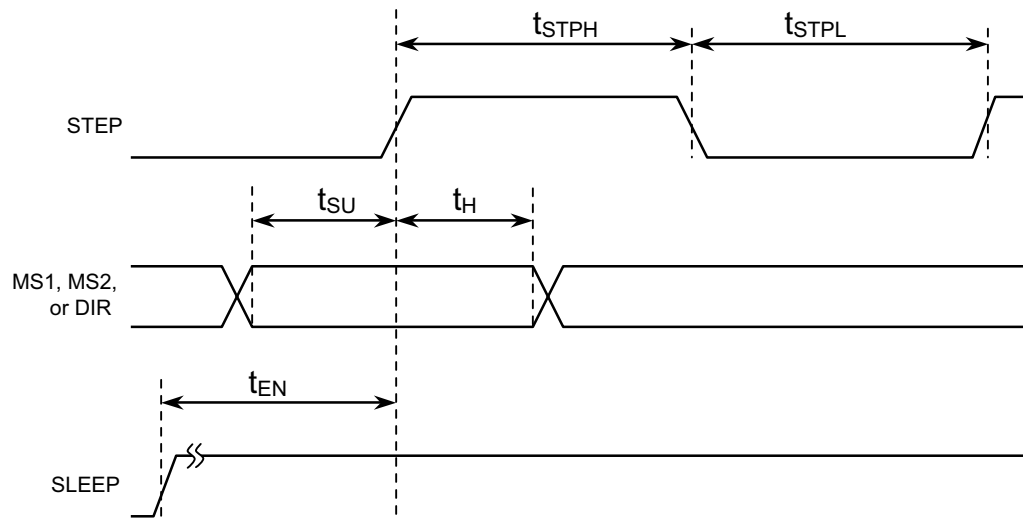 tSTPH
tSTPL
STEP
tSU
tH
MS1, MS2,
or DIR
tEN
SLEEP